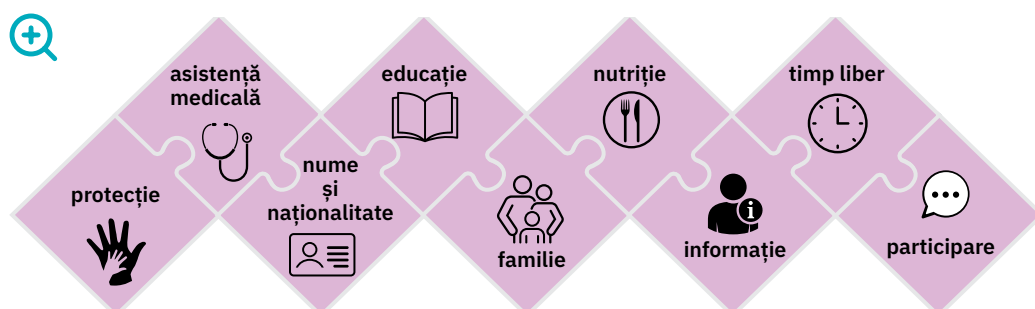 protecție
asistență
medicală
nume
și
naționalitate
educație
familie
nutriție
i
informație
timp liber
participare